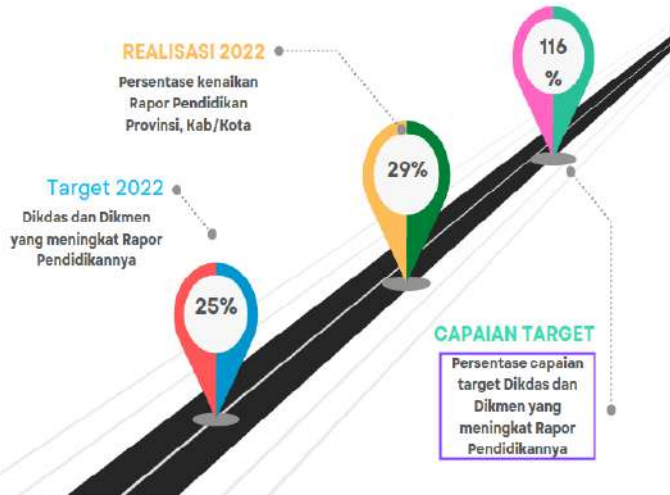 REALISASI 2022
Persentase kenaikan
Rapor Pendidikan
Provinsi, Kab/Kota
116
%
29%
Target 2022
Dikdas dan Dikmen
yang meningkat Rapor
Pendidikannya
25%
CAPAIAN TARGET
Persentase capaian
target Dikdas dan
Dikmen yang
meningkat Rapor
Pendidikannya